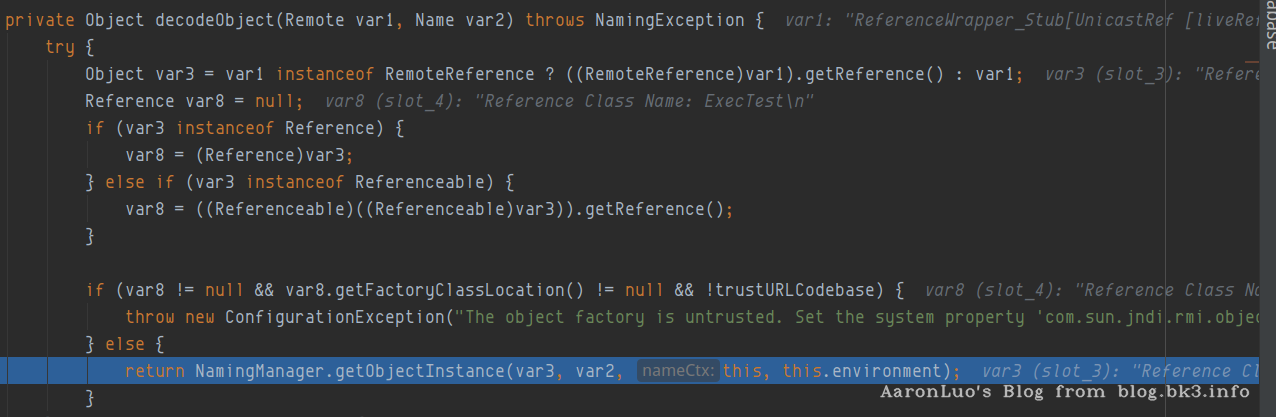 private Object decodeObject(Remote var1, Name var2) throws NamingException {  var1: "ReferenceWrapper_Stub[UnicastRef [liveRef
try {
Object var3 = var1 instanceof RemoteReference ? ((RemoteReference)var1).getReference() : var1;  var3 (slot_3): "Refere
Reference var8 = null;  var8 (slot_4): "Reference Class Name: ExecTest\n"
if (var3 instanceof Reference) {
var8 = (Reference)var3;
} else if (var3 instanceof Referenceable) {
var8 = ((Referenceable)((Referenceable)var3)).getReference();
}
if (var8 != null && var8.getFactoryClassLocation() != null && !trustURLCodebase) {  var8 (slot_4): "Reference Class Na
throw new ConfigurationException("The object factory is untrusted. Set the system property 'com.sun.jndi.rmi.objec
} else {
return NamingManager.getObjectInstance(var3, var2, nameCtx: this, this.environment);  var3 (slot_3): "Reference Cl
AaronLuo's Blog from blog.bk3.info
}
abase